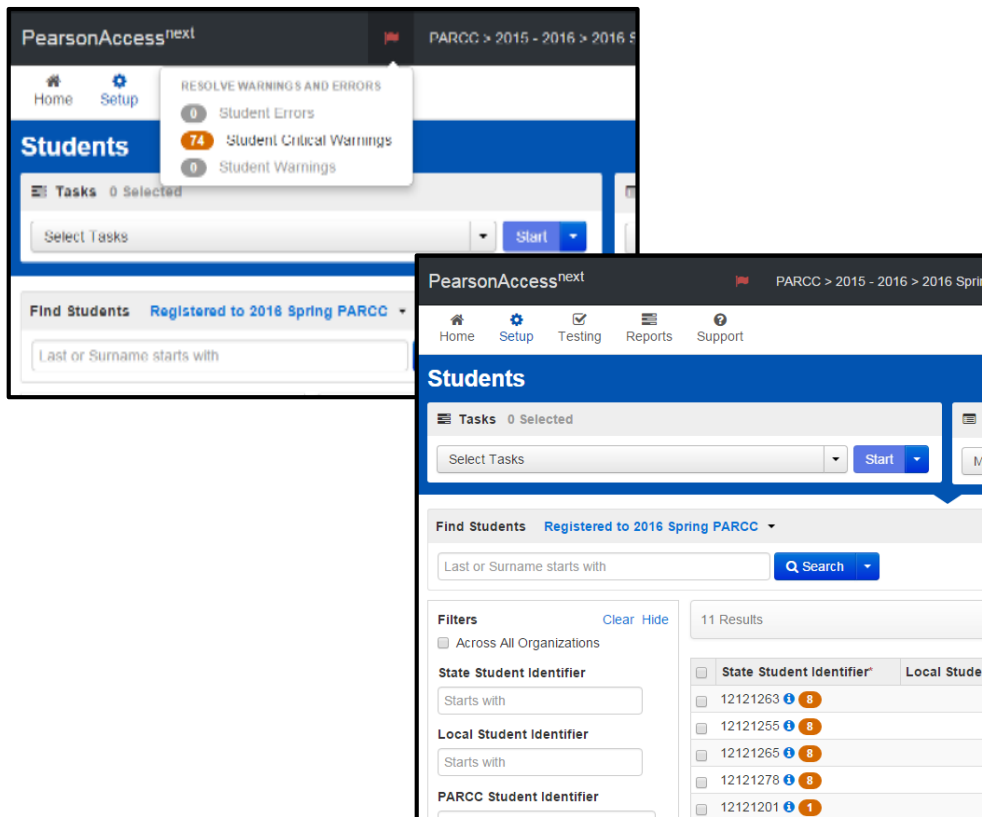 PearsonAccessnext
PARCC > 2015 - 2016 > 2016 S
Home Setup
RESOLVE WARNINGS AND ERRORS
0 Student Errors
74 Student Critical Warnings
0 Student Warnings
Students
Tasks 0 Selected
Select Tasks Start
Find Students Registered to 2016 Spring PARCC
Last or Surname starts with
PearsonAccessnext PARCC > 2015 - 2016 > 2016 Sprin
Home Setup Testing Reports Support
Students
Tasks 0 Selected
Select Tasks Start M
Find Students Registered to 2016 Spring PARCC
Last or Surname starts with Search
Filters Clear Hide 11 Results
Across All Organizations
State Student Identifier State Student Identifier* Local Stude
Starts with 12121263 8
12121255 8
Local Student Identifier
Starts with 12121265 8
12121278 8
PARCC Student Identifier
12121201 1